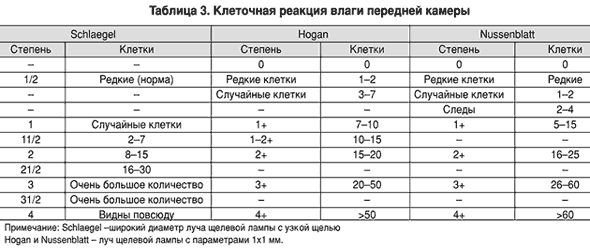 Таблица 3. Клеточная реакция влаги передней камеры
Schlaegel Hogan Nussenblatt
Степень Клетки Степень Клетки Степень Клетки
– – 0 0 0 0
1/2 Редкие (норма) Редкие клетки 1–2 Редкие клетки Редкие
– – Случайные клетки 3–7 Случайные клетки 1–2
– – – – Следы 2–4
1 Случайные клетки 1+ 7–10 1+ 5–15
11/2 2–7 1–2+ 10–15 – –
2 8–15 2+ 15–20 2+ 16–25
21/2 16–30 – – – –
3 Очень большое количество 3+ 20–50 3+ 26–60
31/2 Очень большое количество – – – –
4 Видны повсюду 4+ >50 4+ >60
Примечание: Schlaegel –широкий диаметр луча щелевой лампы с узкой щелью
Hogan и Nussenblatt – луч щелевой лампы с параметрами 1x1 мм.